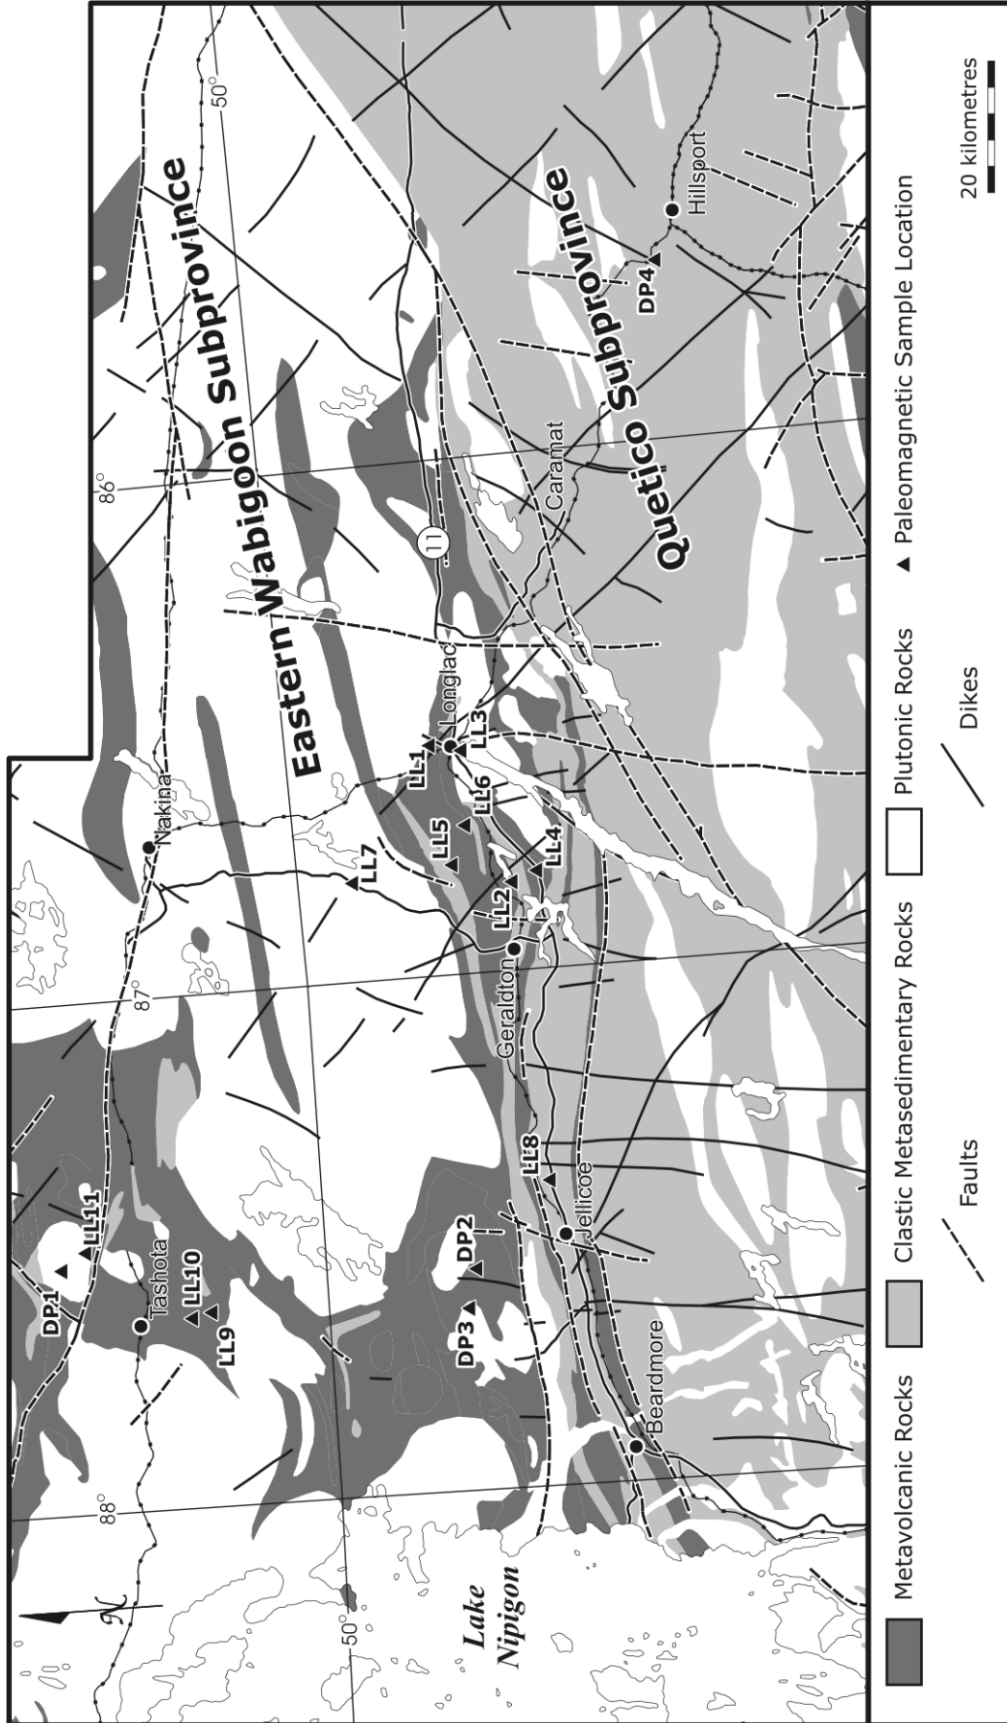 88°
87°
86°
50°
50°
N
DP1
LL11
Tashota
LL10
LL9
Nakina
Eastern Wabigoon Subprovince
LL7
Lake
Nipigon
DP3
DP2
LL5
LL6
LL1
Longlac
LL3
11
LL2
LL4
Geraldton
LL8
Jellicoe
Beardmore
Caramat
Quetico Subprovince
DP4
Hillsport
Metavolcanic Rocks
Clastic Metasedimentary Rocks
Plutonic Rocks
Paleomagnetic Sample Location
Faults
Dikes
20 kilometres